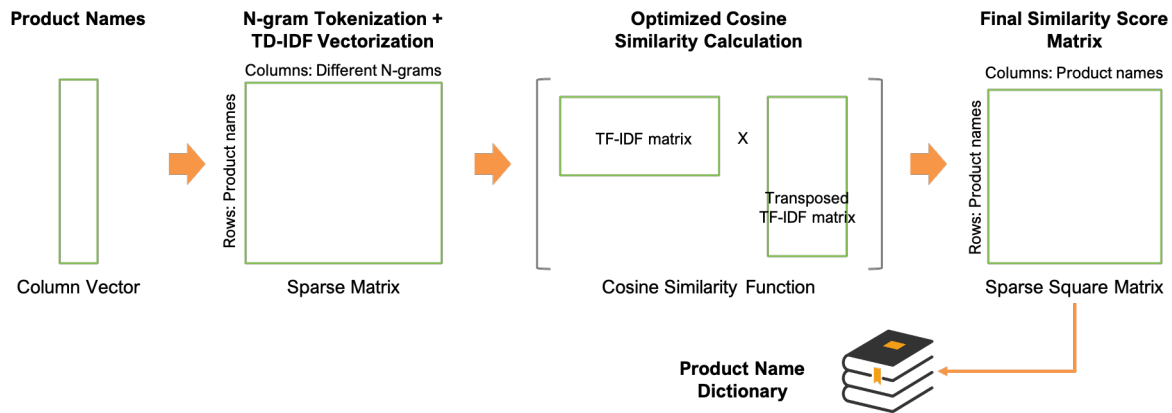 Product Names
N-gram Tokenization +
TD-IDF Vectorization
Optimized Cosine
Similarity Calculation
Final Similarity Score
Matrix
Columns: Different N-grams
Columns: Product names
Rows: Product names
TF-IDF matrix
X
Transposed
TF-IDF matrix
Rows: Product names
Column Vector
Sparse Matrix
Cosine Similarity Function
Sparse Square Matrix
Product Name
Dictionary